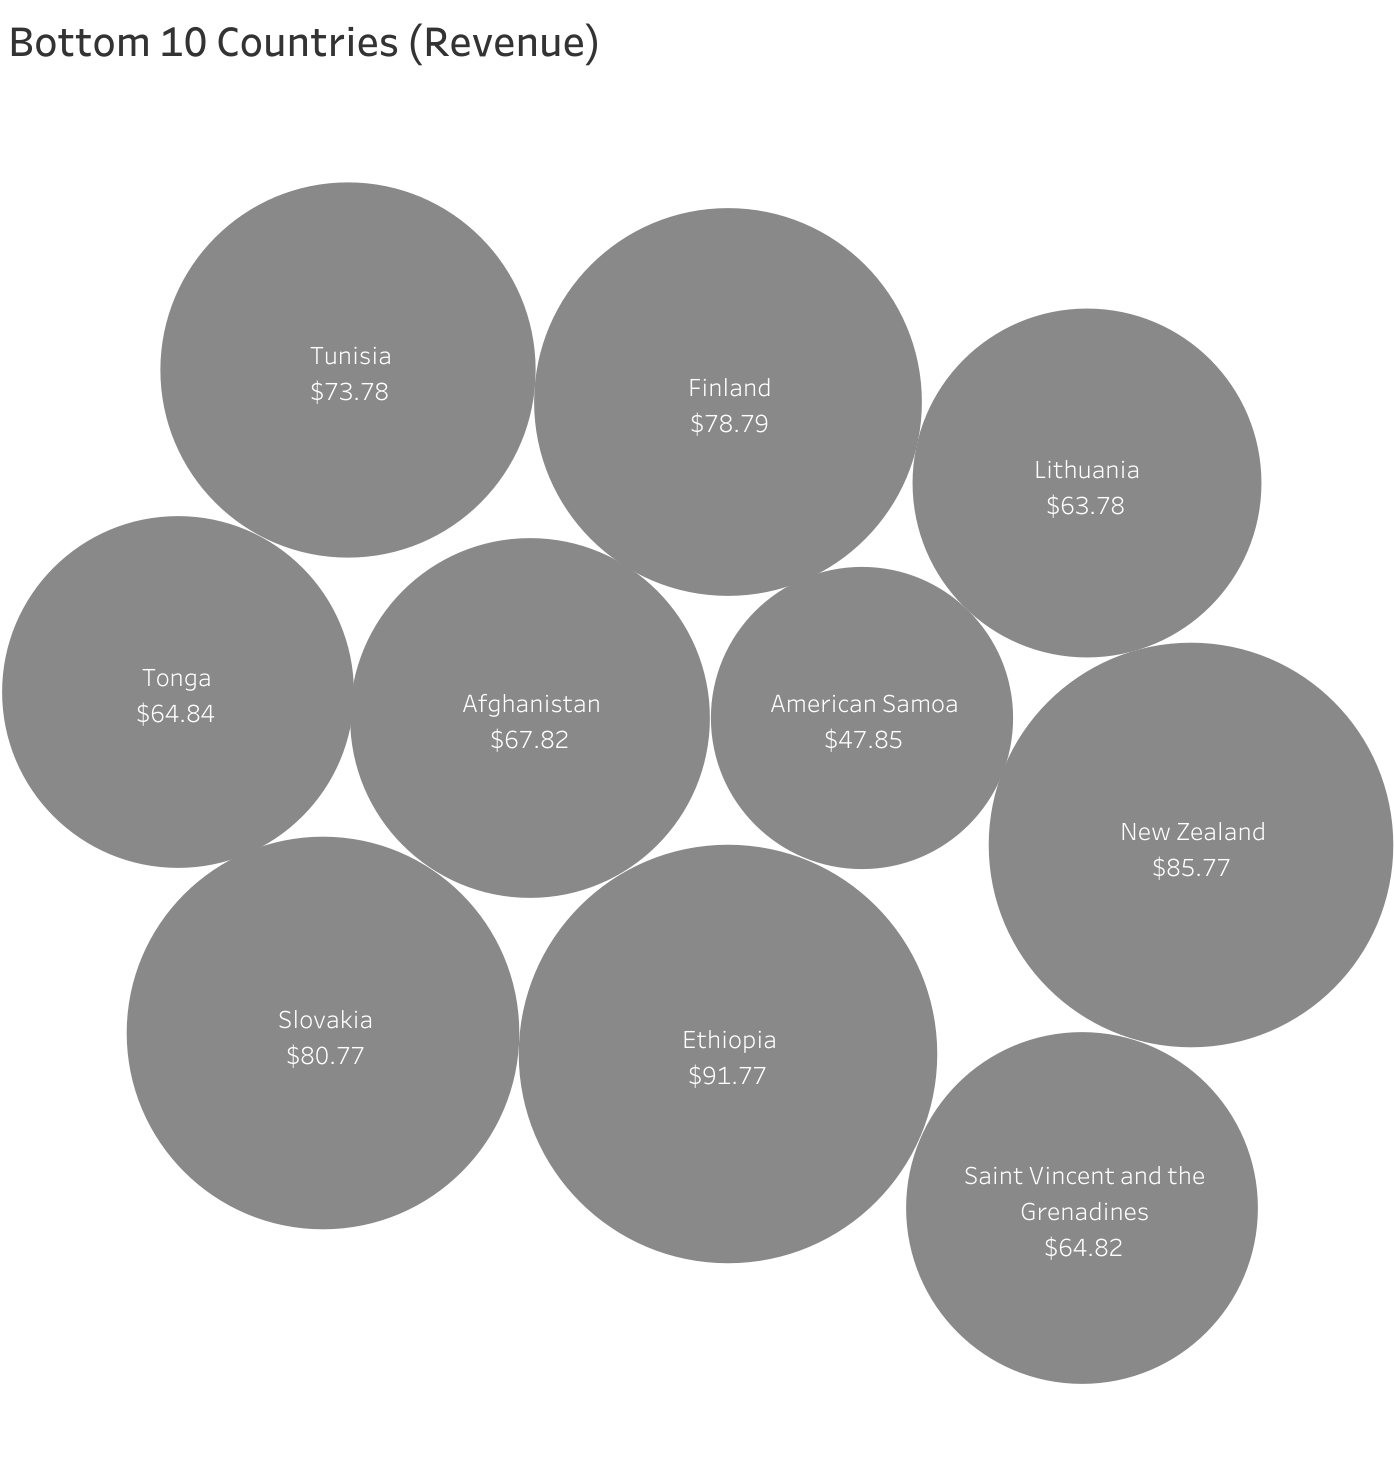 Bottom 10 Countries (Revenue)
Tunisia
$73.78
Finland
$78.79
Lithuania
$63.78
Tonga
$64.84
Afghanistan
$67.82
American Samoa
$47.85
New Zealand
$85.77
Slovakia
$80.77
Ethiopia
$91.77
Saint Vincent and the
Grenadines
$64.82